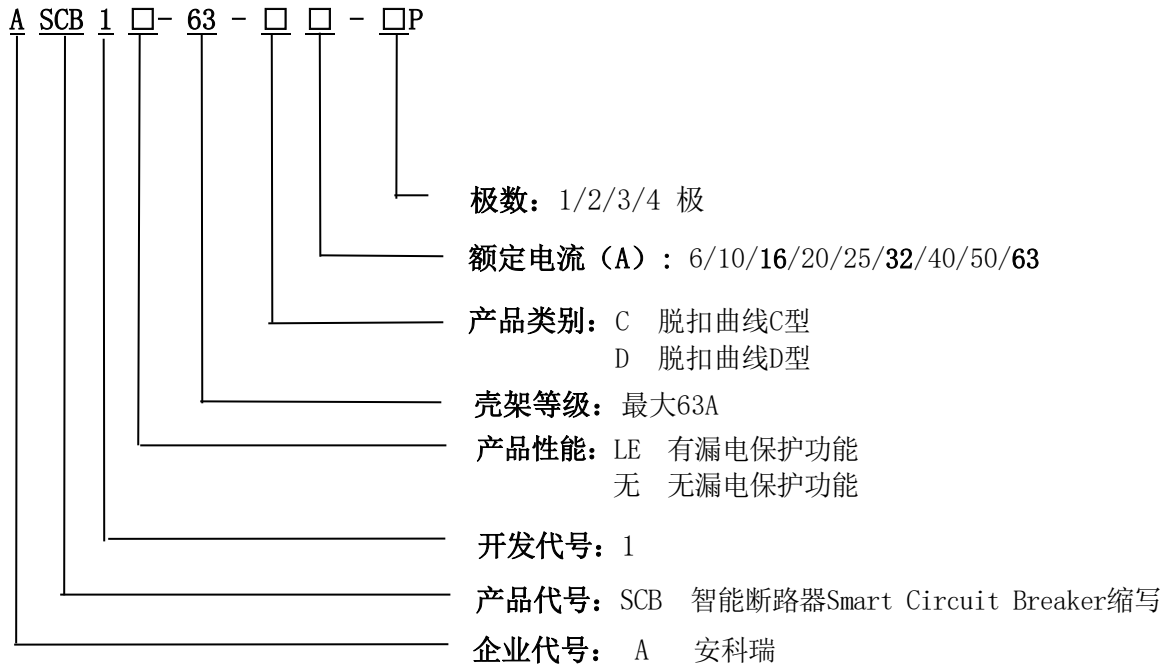 A SCB 1 □- 63 - □ □ - □P
极数：1/2/3/4 极
额定电流（A）：6/10/16/20/25/32/40/50/63
产品类别：C 脱扣曲线C型
D 脱扣曲线D型
壳架等级：最大63A
产品性能：LE 有漏电保护功能
无 无漏电保护功能
开发代号：1
产品代号：SCB 智能断路器Smart Circuit Breaker缩写
企业代号： A 安科瑞